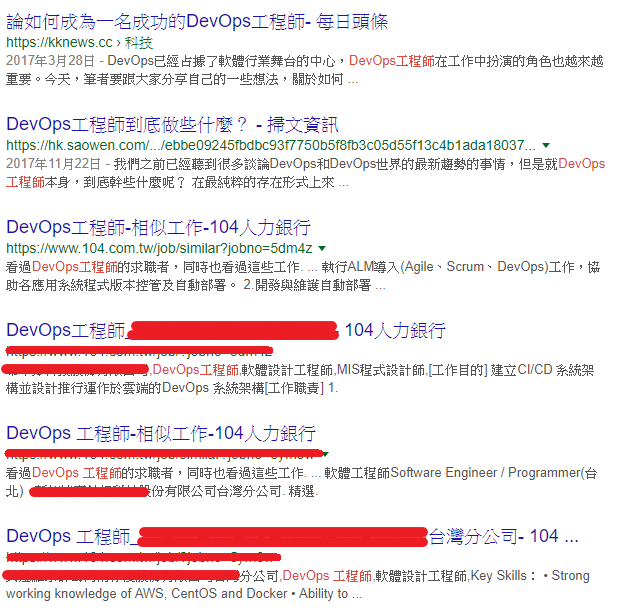 論如何成為一名成功的DevOps工程師- 每日頭條
https://kknews.cc › 科技
2017年3月28日 - DevOps已經占據了軟體行業舞台的中心，DevOps工程師在工作中扮演的角色也越來越
重要。今天，筆者要跟大家分享自己的一些想法，關於如何 ...
DevOps工程師到底做些什麼？ - 掃文資訊
https://hk.saowen.com/.../ebbe09245fbdbc93f7750b5f8fb3c05d55f13c4b1ada18037...
2017年11月22日 - 我們之前已經聽到很多談論DevOps和DevOps世界的最新趨勢的事情，但是就DevOps
工程師本身，到底幹些什麼呢？ 在最純粹的存在形式上來 ...
DevOps工程師-相似工作-104人力銀行
https://www.104.com.tw/job/similar?jobno=5dm4z
看過DevOps工程師的求職者，同時也看過這些工作. ... 執行ALM導入(Agile、Scrum、DevOps)工作，協
助各應用系統程式版本控管及自動部署。 2.開發與維護自動部署 ...
DevOps工程師_ 104人力銀行
,DevOps工程師,軟體設計工程師,MIS程式設計師,[工作目的] 建立CI/CD 系統架
構並設計推行運作於雲端的DevOps 系統架構[工作職責] 1.
DevOps 工程師-相似工作-104人力銀行
看過DevOps 工程師的求職者，同時也看過這些工作. ... 軟體工程師Software Engineer / Programmer(台
北) 份有限公司台灣分公司. 精選.
DevOps 工程師_ 台灣分公司- 104 ...
分公司,DevOps 工程師,軟體設計工程師,Key Skills： • Strong
working knowledge of AWS, CentOS and Docker • Ability to ...